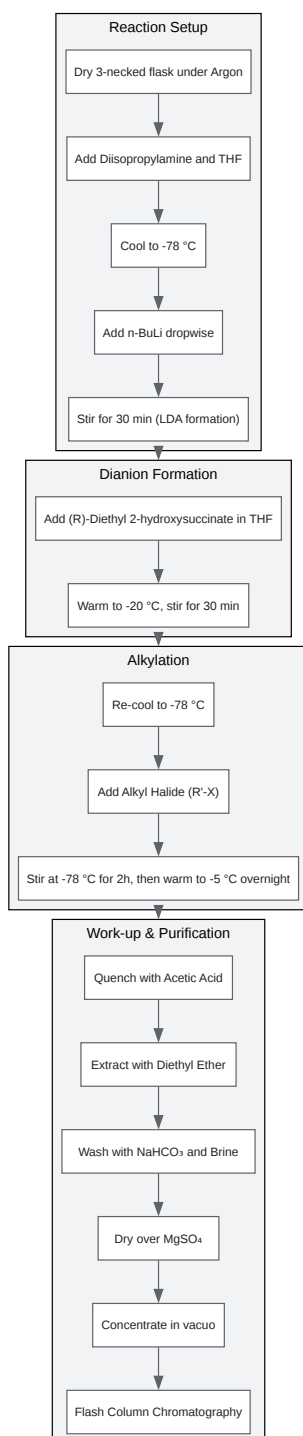 Reaction Setup
Dry 3-necked flask under Argon
Add Diisopropylamine and THF
Cool to -78 °C
Add n-BuLi dropwise
Stir for 30 min (LDA formation)
Dianion Formation
Add (R)-Diethyl 2-hydroxysuccinate in THF
Warm to -20 °C, stir for 30 min
Alkylation
Re-cool to -78 °C
Add Alkyl Halide (R'-X)
Stir at -78 °C for 2h, then warm to -5 °C overnight
Work-up & Purification
Quench with Acetic Acid
Extract with Diethyl Ether
Wash with NaHCO₃ and Brine
Dry over MgSO₄
Concentrate in vacuo
Flash Column Chromatography